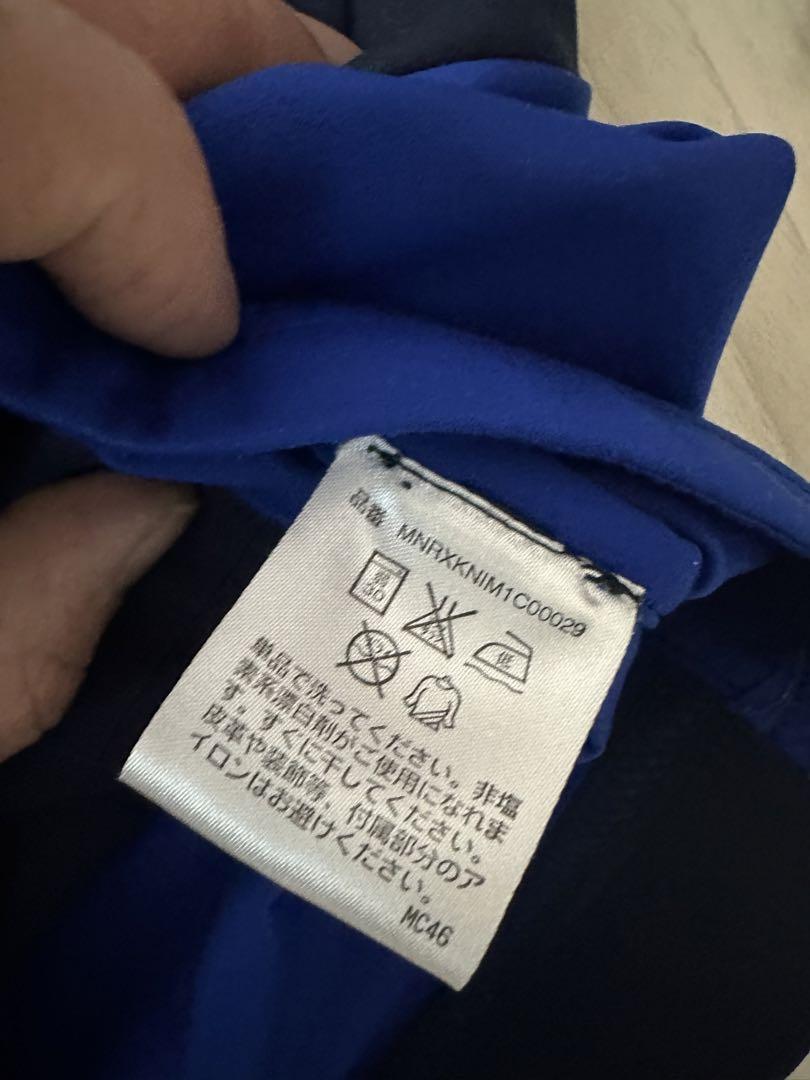 品番 MNRXKNIM1C00029
低
単品で洗ってください。非塩
素系漂白剤がご使用になれま
す。すぐに干してください。
皮革や装飾等、付属部分のア
イロンはお避けください。
MC46